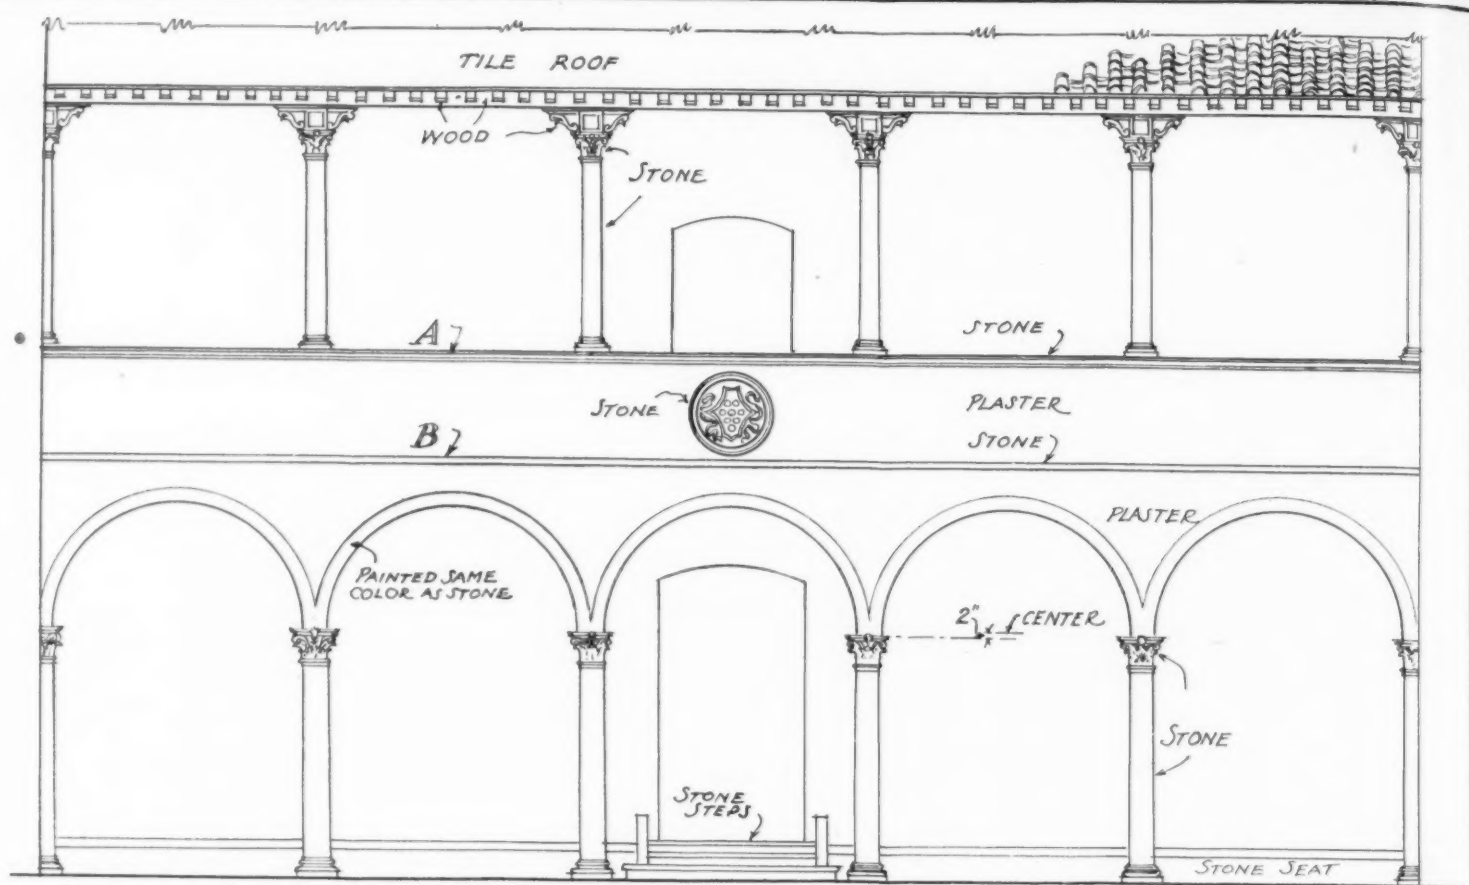 TILE ROOF
WOOD
STONE
A
STONE
STONE
PLASTER
B
STONE
PLASTER
PAINTED SAME
COLOR AS STONE
2" CENTER
STONE
STONE
STEPS
STONE SEAT